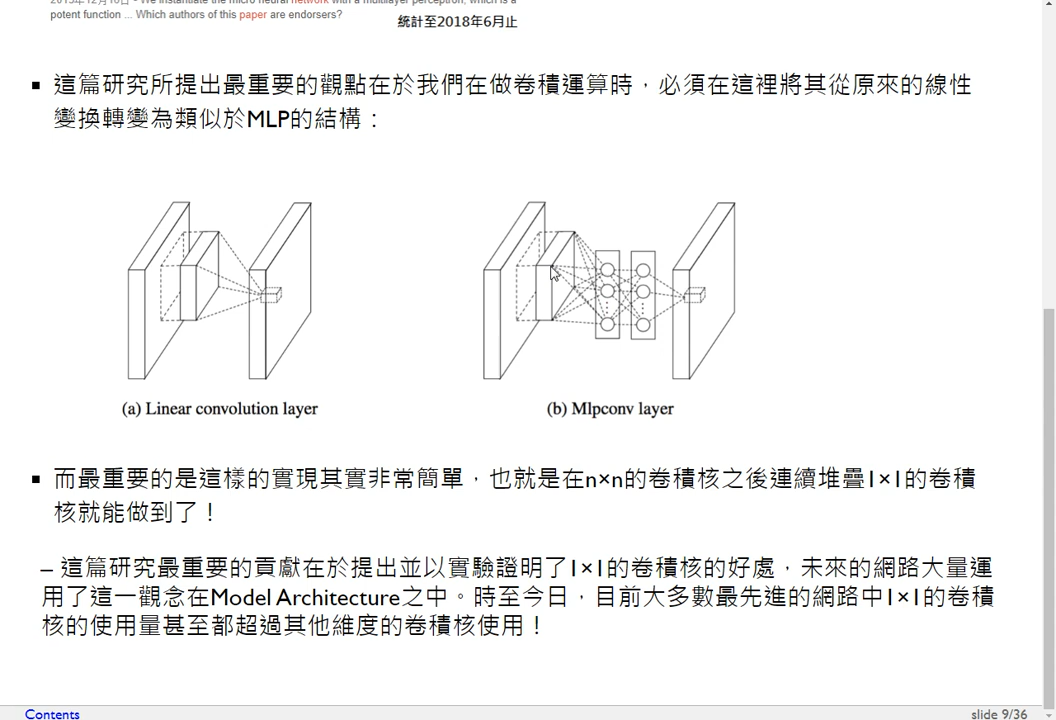 potent function ... Which authors of this paper are endorsers?
統計至2018年6月止
▪ 這篇研究所提出最重要的觀點在於我們在做卷積運算時，必須在這裡將其從原來的線性
變換轉變為類似於MLP的結構：
(a) Linear convolution layer
(b) Mlpconv layer
▪ 而最重要的是這樣的實現其實非常簡單，也就是在n×n的卷積核之後連續堆疊1×1的卷積
核就能做到了！
– 這篇研究最重要的貢獻在於提出並以實驗證明了1×1的卷積核的好處，未來的網路大量運
用了這一觀念在Model Architecture之中。時至今日，目前大多數最先進的網路中1×1的卷積
核的使用量甚至都超過其他維度的卷積核使用！
Contents
slide 9/36